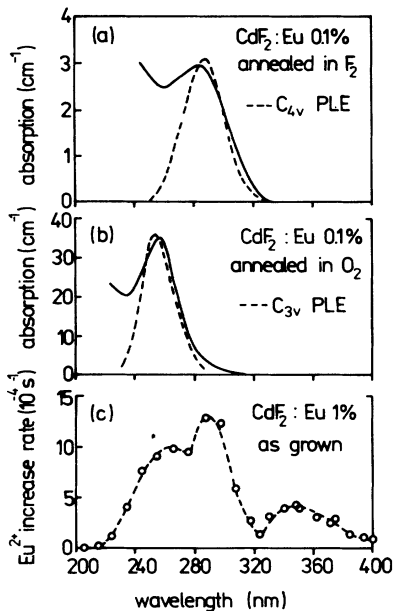 (a)
CdF₂ : Eu 0.1%
annealed in F₂
--- C₄ᵥ PLE
absorption (cm⁻¹)
4
3
2
1
0
(b)
CdF₂ : Eu 0.1%
annealed in O₂
--- C₃ᵥ PLE
absorption (cm⁻¹)
40
30
20
10
0
(c)
CdF₂ : Eu 1%
as grown
Eu²⁺ increase rate (10⁻⁴ s⁻¹)
15
10
5
0
200 240 280 320 360 400
wavelength (nm)